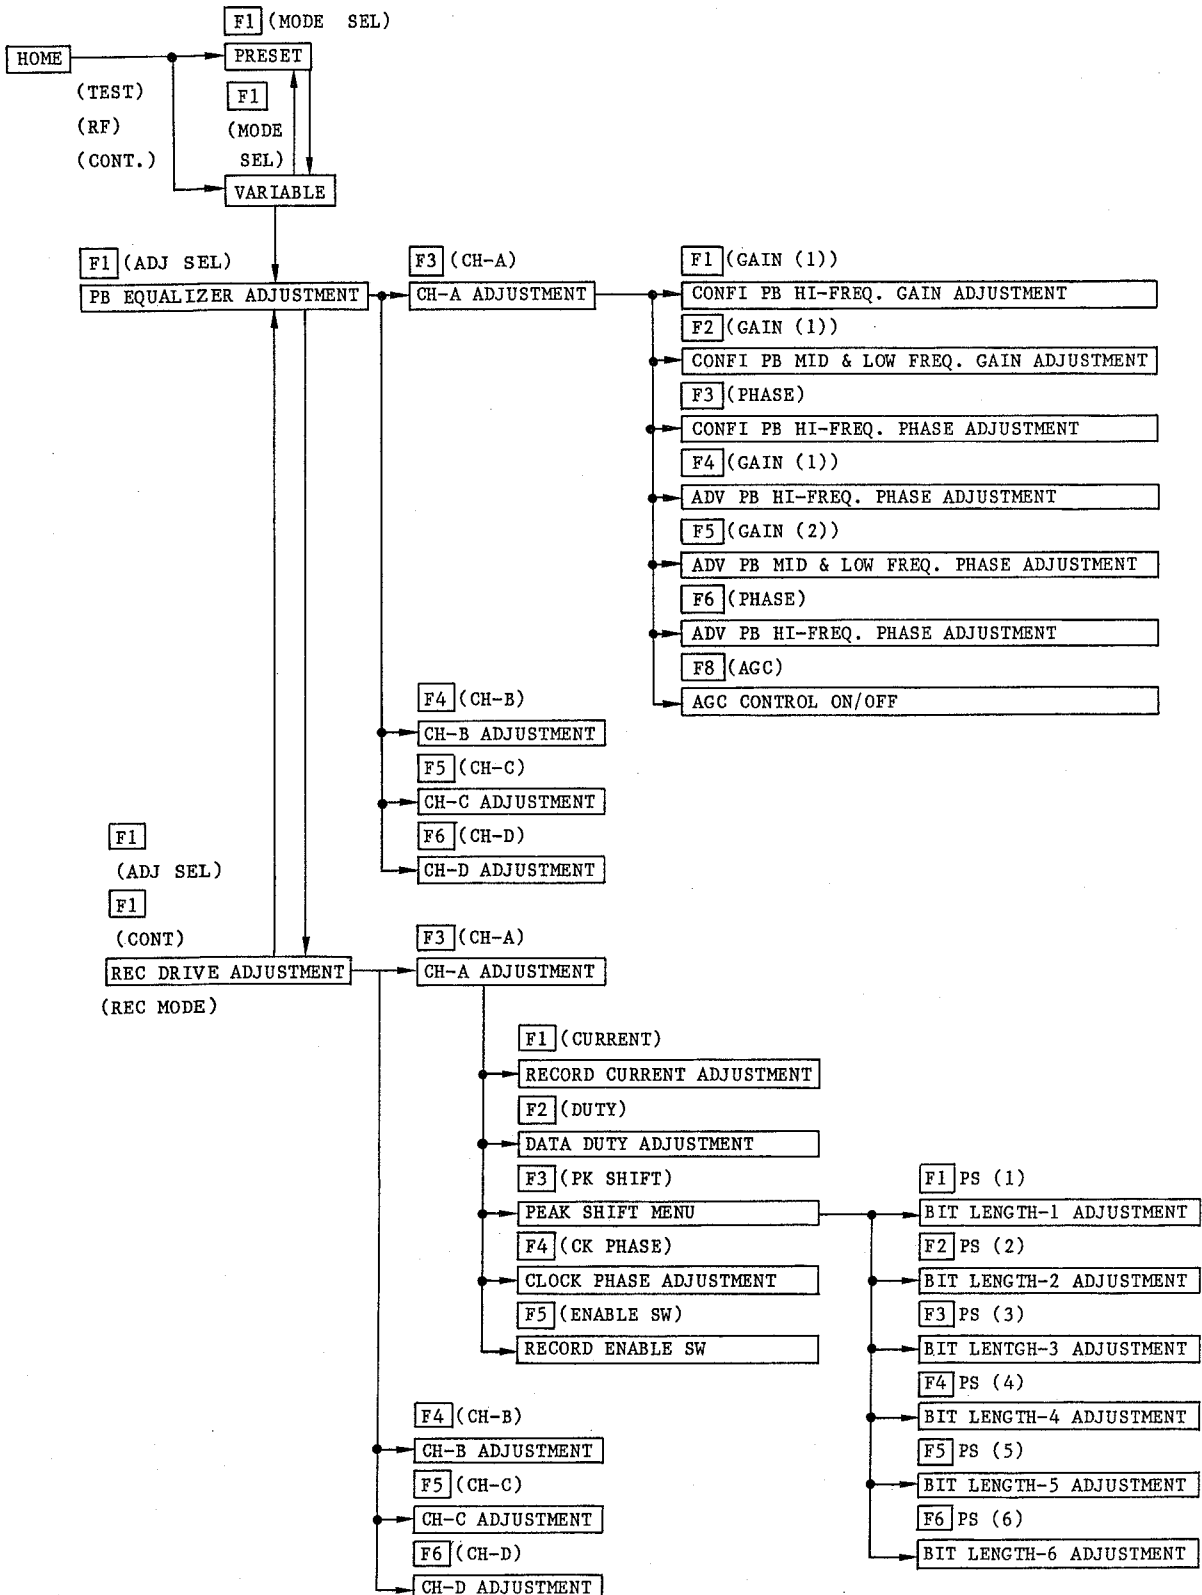 F1 (MODE SEL)
HOME
PRESET
(TEST)
(RF)
(CONT.)
F1
(MODE
SEL)
VARIABLE
F1 (ADJ SEL)
PB EQUALIZER ADJUSTMENT
F3 (CH-A)
CH-A ADJUSTMENT
F1 (GAIN (1))
CONFI PB HI-FREQ. GAIN ADJUSTMENT
F2 (GAIN (1))
CONFI PB MID & LOW FREQ. GAIN ADJUSTMENT
F3 (PHASE)
CONFI PB HI-FREQ. PHASE ADJUSTMENT
F4 (GAIN (1))
ADV PB HI-FREQ. PHASE ADJUSTMENT
F5 (GAIN (2))
ADV PB MID & LOW FREQ. PHASE ADJUSTMENT
F6 (PHASE)
ADV PB HI-FREQ. PHASE ADJUSTMENT
F8 (AGC)
AGC CONTROL ON/OFF
F4 (CH-B)
CH-B ADJUSTMENT
F5 (CH-C)
CH-C ADJUSTMENT
F6 (CH-D)
CH-D ADJUSTMENT
F1
(ADJ SEL)
F1
(CONT)
REC DRIVE ADJUSTMENT
(REC MODE)
F3 (CH-A)
CH-A ADJUSTMENT
F1 (CURRENT)
RECORD CURRENT ADJUSTMENT
F2 (DUTY)
DATA DUTY ADJUSTMENT
F3 (PK SHIFT)
PEAK SHIFT MENU
F4 (CK PHASE)
CLOCK PHASE ADJUSTMENT
F5 (ENABLE SW)
RECORD ENABLE SW
F1 PS (1)
BIT LENGTH-1 ADJUSTMENT
F2 PS (2)
BIT LENGTH-2 ADJUSTMENT
F3 PS (3)
BIT LENTGH-3 ADJUSTMENT
F4 PS (4)
BIT LENGTH-4 ADJUSTMENT
F5 PS (5)
BIT LENGTH-5 ADJUSTMENT
F6 PS (6)
BIT LENGTH-6 ADJUSTMENT
F4 (CH-B)
CH-B ADJUSTMENT
F5 (CH-C)
CH-C ADJUSTMENT
F6 (CH-D)
CH-D ADJUSTMENT